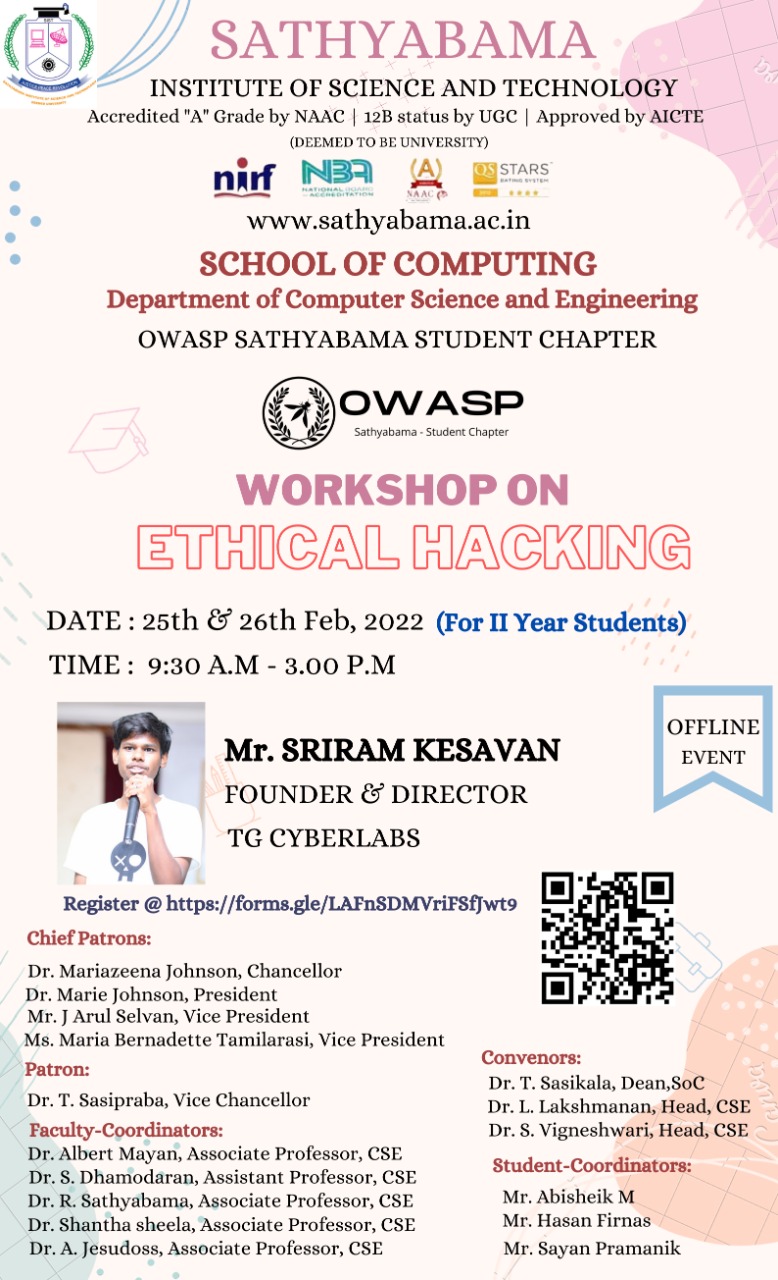 SATHYABAMA
INSTITUTE OF SCIENCE AND TECHNOLOGY
Accredited "A" Grade by NAAC | 12B status by UGC | Approved by AICTE
(DEEMED TO BE UNIVERSITY)
nirf
NBA
NATIONAL BOARD
of ACCREDITATION
A
NAAC
QS STARS
RATING SYSTEM
www.sathyabama.ac.in
SCHOOL OF COMPUTING
Department of Computer Science and Engineering
OWASP SATHYABAMA STUDENT CHAPTER
OWASP
Sathyabama - Student Chapter
WORKSHOP ON
ETHICAL HACKING
DATE : 25th & 26th Feb, 2022 (For II Year Students)
TIME : 9:30 A.M - 3.00 P.M
OFFLINE
EVENT
Mr. SRIRAM KESAVAN
FOUNDER & DIRECTOR
TG CYBERLABS
Register @ https://forms.gle/LAFnSDMVriFSfJwt9
Chief Patrons:
Dr. Mariazeena Johnson, Chancellor
Dr. Marie Johnson, President
Mr. J Arul Selvan, Vice President
Ms. Maria Bernadette Tamilarasi, Vice President
Patron:
Dr. T. Sasipraba, Vice Chancellor
Faculty-Coordinators:
Dr. Albert Mayan, Associate Professor, CSE
Dr. S. Dhamodaran, Assistant Professor, CSE
Dr. R. Sathyabama, Associate Professor, CSE
Dr. Shantha sheela, Associate Professor, CSE
Dr. A. Jesudoss, Associate Professor, CSE
Convenors:
Dr. T. Sasikala, Dean,SoC
Dr. L. Lakshmanan, Head, CSE
Dr. S. Vigneshwari, Head, CSE
Student-Coordinators:
Mr. Abisheik M
Mr. Hasan Firnas
Mr. Sayan Pramanik